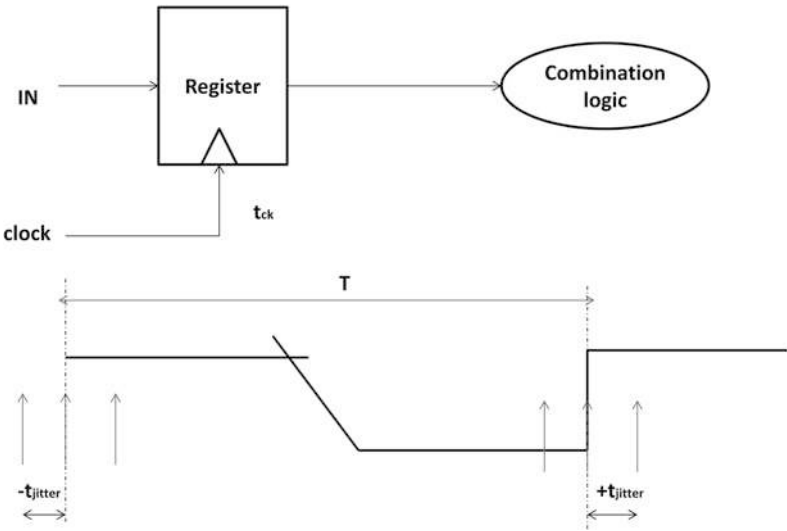 IN
Register
Combination
logic
clock
tck
T
-tjitter
+tjitter